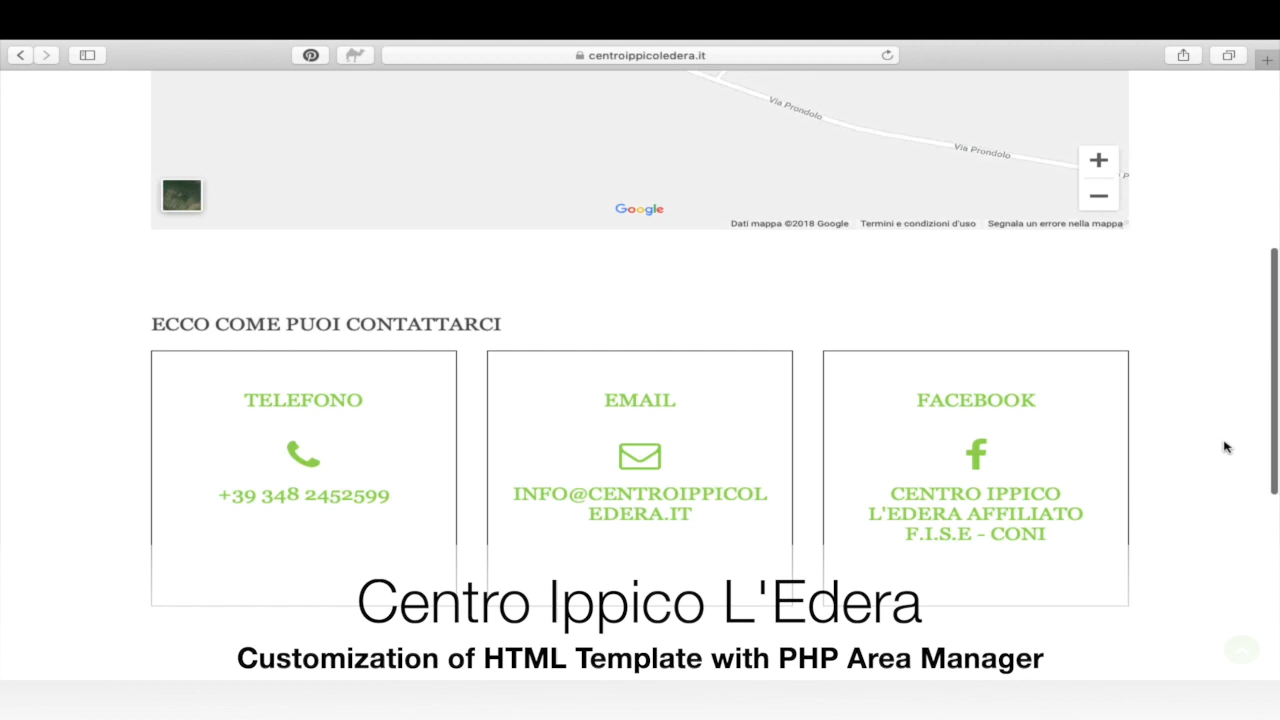 centroippicoledera.it
Via Prondolo
Via Prondolo
Google
Dati mappa ©2018 Google Termini e condizioni d'uso Segnala un errore nella mappa
ECCO COME PUOI CONTATTARCI
TELEFONO
+39 348 2452599
EMAIL
INFO@CENTROIPPICOL
EDERA.IT
FACEBOOK
CENTRO IPPICO
L'EDERA AFFILIATO
F.I.S.E - CONI
Centro Ippico L'Edera
Customization of HTML Template with PHP Area Manager